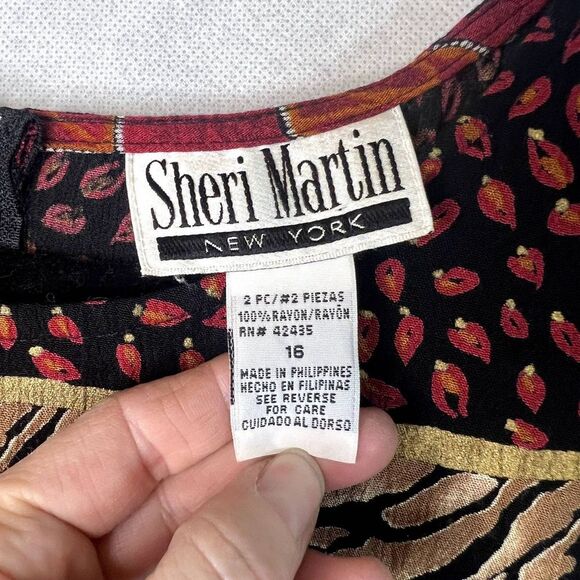 Sheri Martin
NEW YORK
2 PC/#2 PIEZAS
100%RAYON/RAYÓN
RN# 42435
16
MADE IN PHILIPPINES
HECHO EN FILIPINAS
SEE REVERSE
FOR CARE
CUIDADO AL DORSO